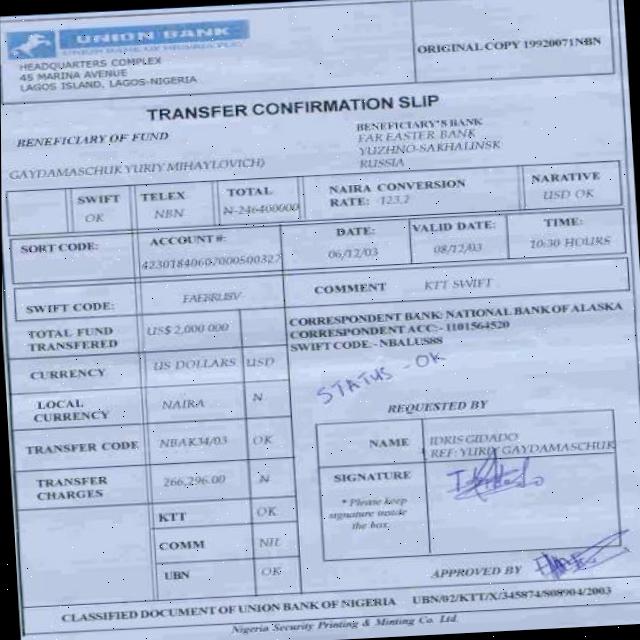 UNION BANK
UNION BANK OF NIGERIA PLC
HEADQUARTERS COMPLEX
45 MARINA AVENUE
LAGOS ISLAND, LAGOS-NIGERIA
ORIGINAL COPY 19920071NBN
TRANSFER CONFIRMATION SLIP
BENEFICIARY OF FUND
GAYDAMASCHUK YURIY MIHAYLOVICH)
BENEFICIARY'S BANK
FAR EASTER BANK
YUZHNO-SAKHALINSK
RUSSIA
SWIFT
OK
TELEX
NBN
TOTAL
N-246400000
NAIRA CONVERSION
RATE: 123,2
NARATIVE
USD OK
SORT CODE:
ACCOUNT #:
42301840607000500327
DATE:
06/12/03
VALID DATE:
08/12/03
TIME:
10:30 HOURS
SWIFT CODE:
COMMENT KTT SWIFT
TOTAL FUND
TRANSFERED
US$ 2,000 000
CORRESPONDENT BANK: NATIONAL BANK OF ALASKA
CORRESPONDENT ACC:- 1101564520
SWIFT CODE:- NBALUS88
CURRENCY US DOLLARS USD
STATUS - OK
LOCAL
CURRENCY
NAIRA N
REQUESTED BY
TRANSFER CODE NBAK34/03 OK
NAME
IDRIS GIDADO
REF: YURIY GAYDAMASCHUK
TRANSFER
CHARGES
266,296.00 N
SIGNATURE
* Please keep
signature inside
the box.
KTT OK
COMM NIL
UBN OK
APPROVED BY
CLASSIFIED DOCUMENT OF UNION BANK OF NIGERIA UBN/02/KTT/X/345874/S08904/2003
Nigeria Security Printing & Minting Co. Ltd.